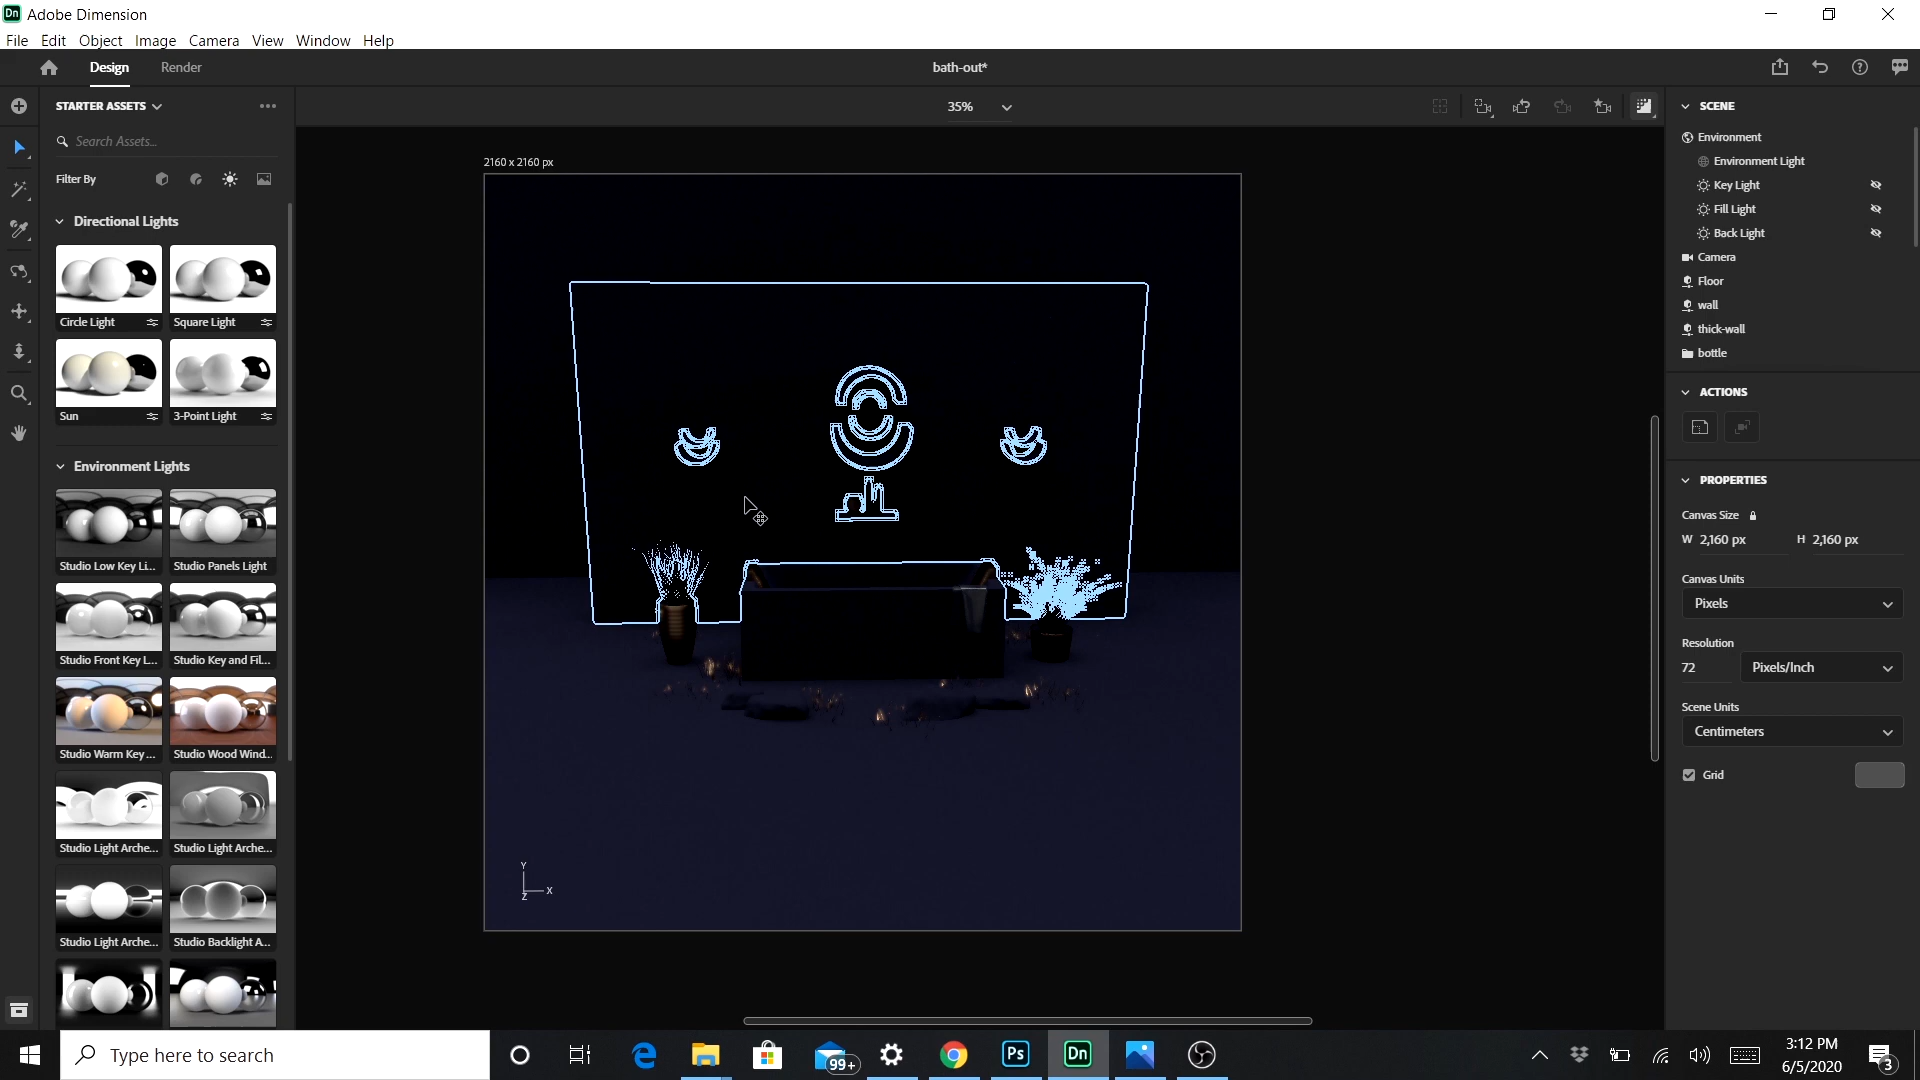 Dn Adobe Dimension
File Edit Object Image Camera View Window Help
Design Render bath-out*
STARTER ASSETS
35%
SCENE
Search Assets...
Filter By
Directional Lights
Circle Light Square Light
Sun 3-Point Light
Environment Lights
Studio Low Key Li... Studio Panels Light
Studio Front Key L... Studio Key and Fil...
Studio Warm Key ... Studio Wood Wind...
Studio Light Arche... Studio Light Arche...
Studio Light Arche... Studio Backlight A...
2160 x 2160 px
Y
X
Z
Environment
Environment Light
Key Light
Fill Light
Back Light
Camera
Floor
wall
thick-wall
bottle
ACTIONS
PROPERTIES
Canvas Size
W 2,160 px H 2,160 px
Canvas Units
Pixels
Resolution
72 Pixels/Inch
Scene Units
Centimeters
Grid
Type here to search
99+
Ps
Dn
3:12 PM
6/5/2020
3